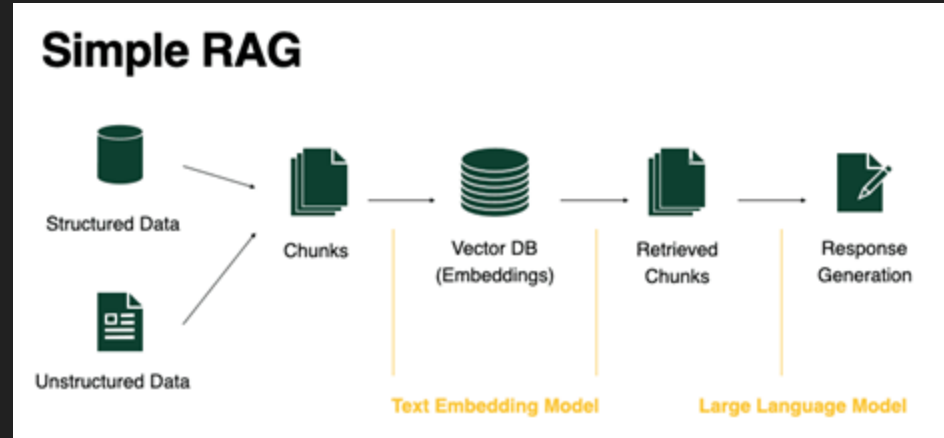 Simple RAG
Structured Data
Unstructured Data
Chunks
Vector DB
(Embeddings)
Retrieved
Chunks
Response
Generation
Text Embedding Model
Large Language Model